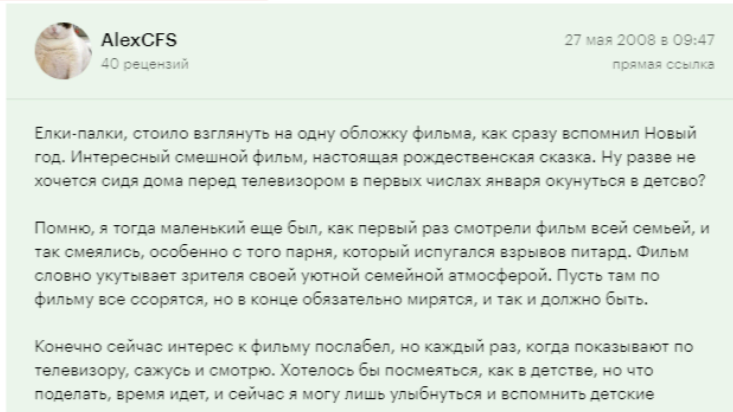 AlexCFS
27 мая 2008 в 09:47
40 рецензий
прямая ссылка
Елки-палки, стоило взглянуть на одну обложку фильма, как сразу вспомнил Новый
год. Интересный смешной фильм, настоящая рождественская сказка. Ну разве не
хочется сидя дома перед телевизором в первых числах января окунуться в детсво?
Помню, я тогда маленький еще был, как первый раз смотрели фильм всей семьей, и
так смеялись, особенно с того парня, который испугался взрывов питард. Фильм
словно укутывает зрителя своей уютной семейной атмосферой. Пусть там по
фильму все ссорятся, но в конце обязательно мирятся, и так и должно быть.
Конечно сейчас интерес к фильму послабел, но каждый раз, когда показывают по
телевизору, сажусь и смотрю. Хотелось бы посмеяться, как в детстве, но что
поделать, время идет, и сейчас я могу лишь улыбнуться и вспомнить детские